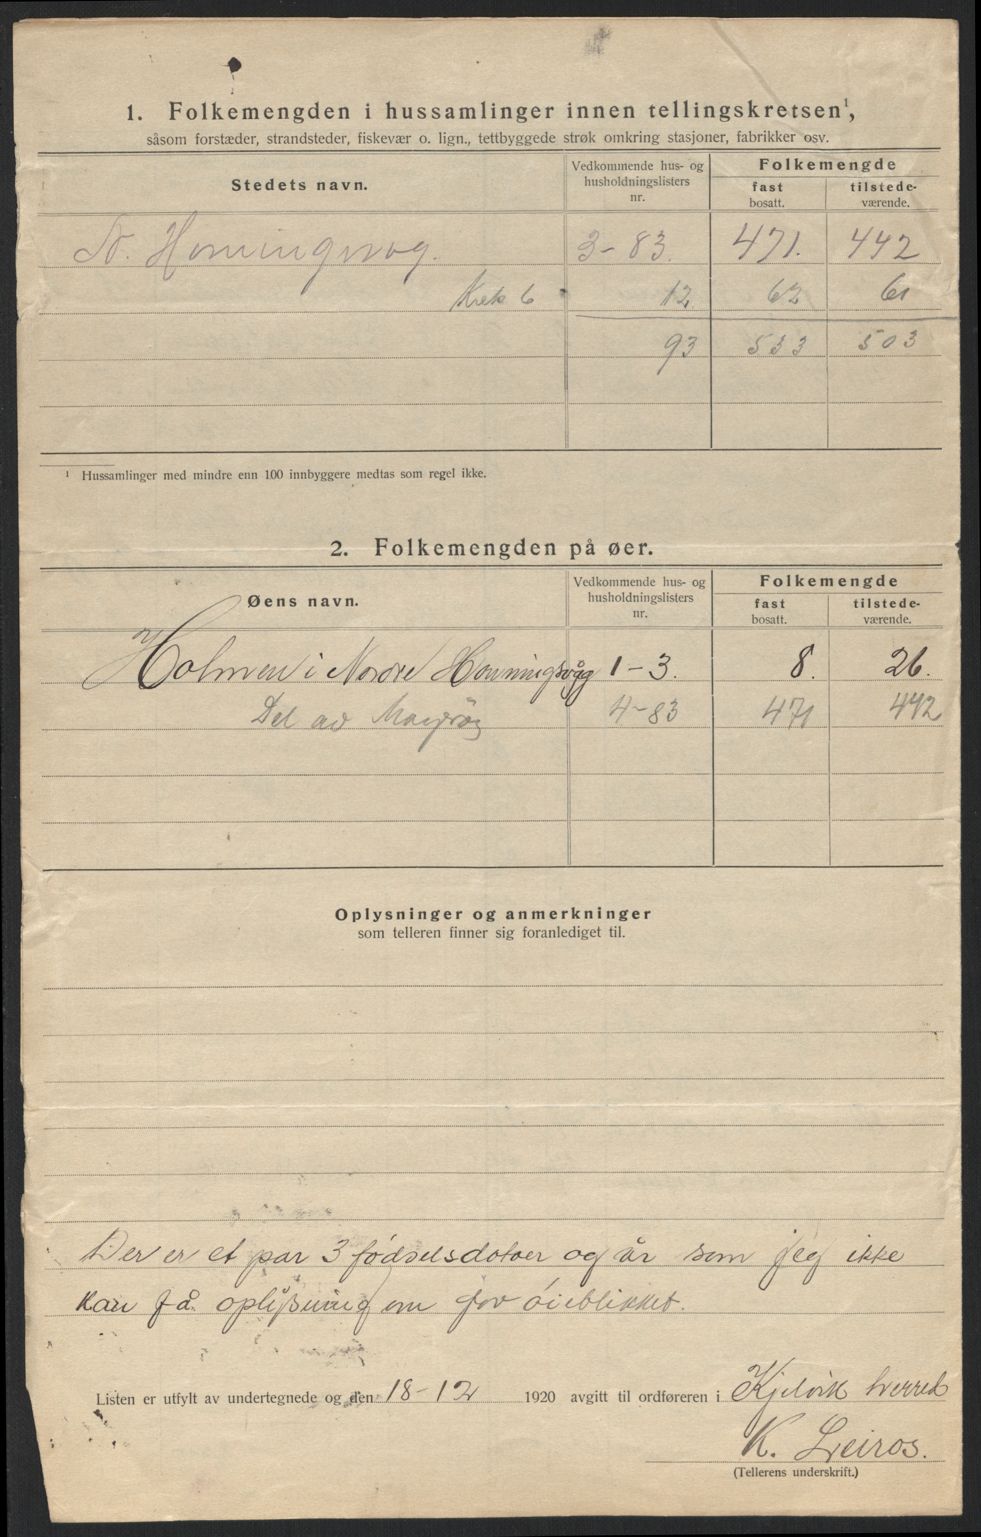 1. Folkemengden i hussamlinger innen tellingskretsen¹,
såsom forstæder, strandsteder, fiskevær o. lign., tettbyggede strøk omkring stasjoner, fabrikker osv.
Stedets navn.
Vedkommende hus- og
husholdningslisters
nr.
Folkemengde
fast
bosatt.
tilstede-
værende.
N. Honningsvog. 3-83. 471. 442
Krets 6 12 62 61
93 533 503
¹ Hussamlinger med mindre enn 100 innbyggere medtas som regel ikke.
2. Folkemengden på øer.
Øens navn.
Vedkommende hus- og
husholdningslisters
nr.
Folkemengde
fast
bosatt.
tilstede-
værende.
Holmen i Nordre Honningsvåg 1-3. 8. 26.
Del av Magerøy 4-83 471 442
Oplysninger og anmerkninger
som telleren finner sig foranlediget til.
Der er et par 3 fødselsdatoer og år som jeg ikke
kan få oplysning om for øieblikket.
Listen er utfylt av undertegnede og den 18-12 1920 avgitt til ordføreren i Kjelvik herred
K. Leiros.
(Tellerens underskrift.)